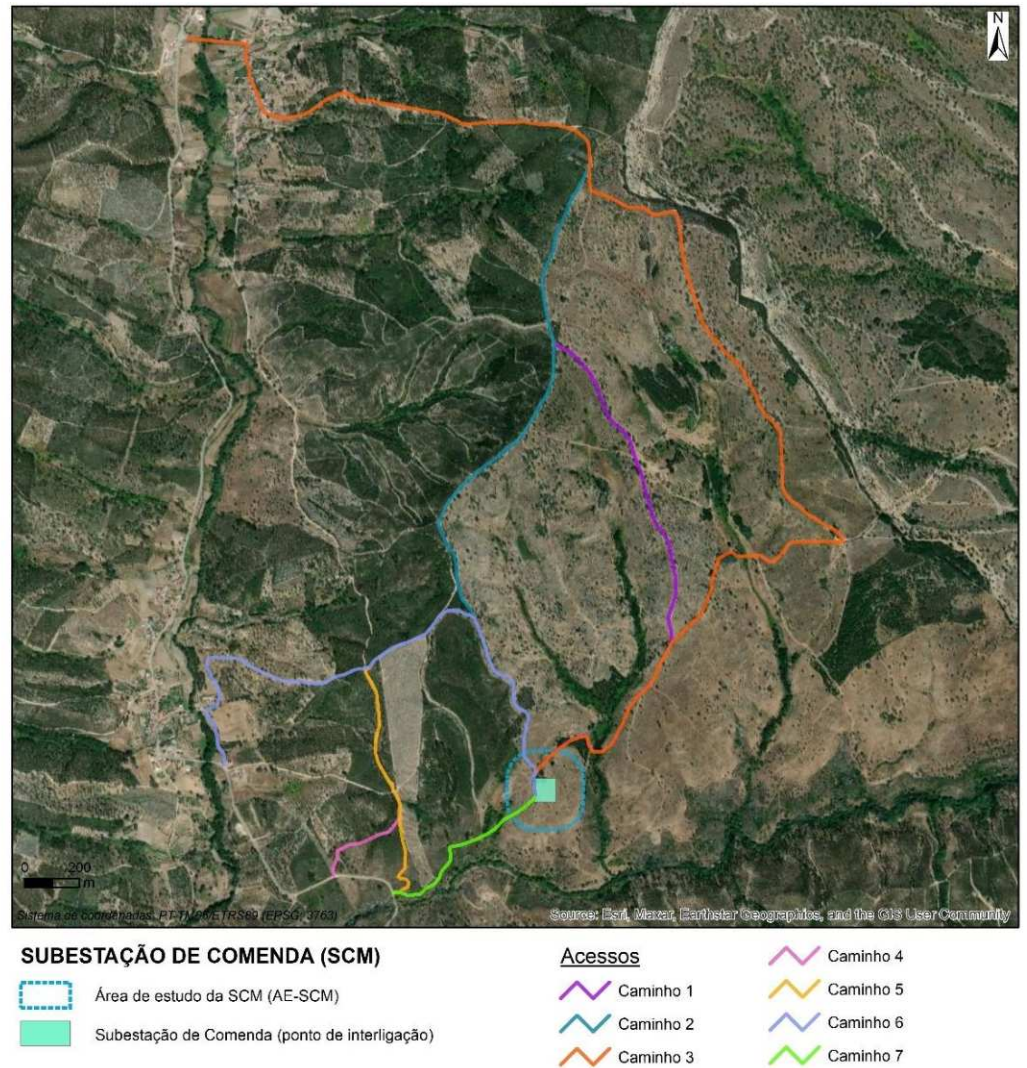 N
0 200
m
Sistema de coordenadas: PT-TM06/ETRS89 (EPSG: 3763)
Source: Esri, Maxar, Earthstar Geographics, and the GIS User Community
SUBESTAÇÃO DE COMENDA (SCM)
Área de estudo da SCM (AE-SCM)
Subestação de Comenda (ponto de interligação)
Acessos
Caminho 1
Caminho 2
Caminho 3
Caminho 4
Caminho 5
Caminho 6
Caminho 7